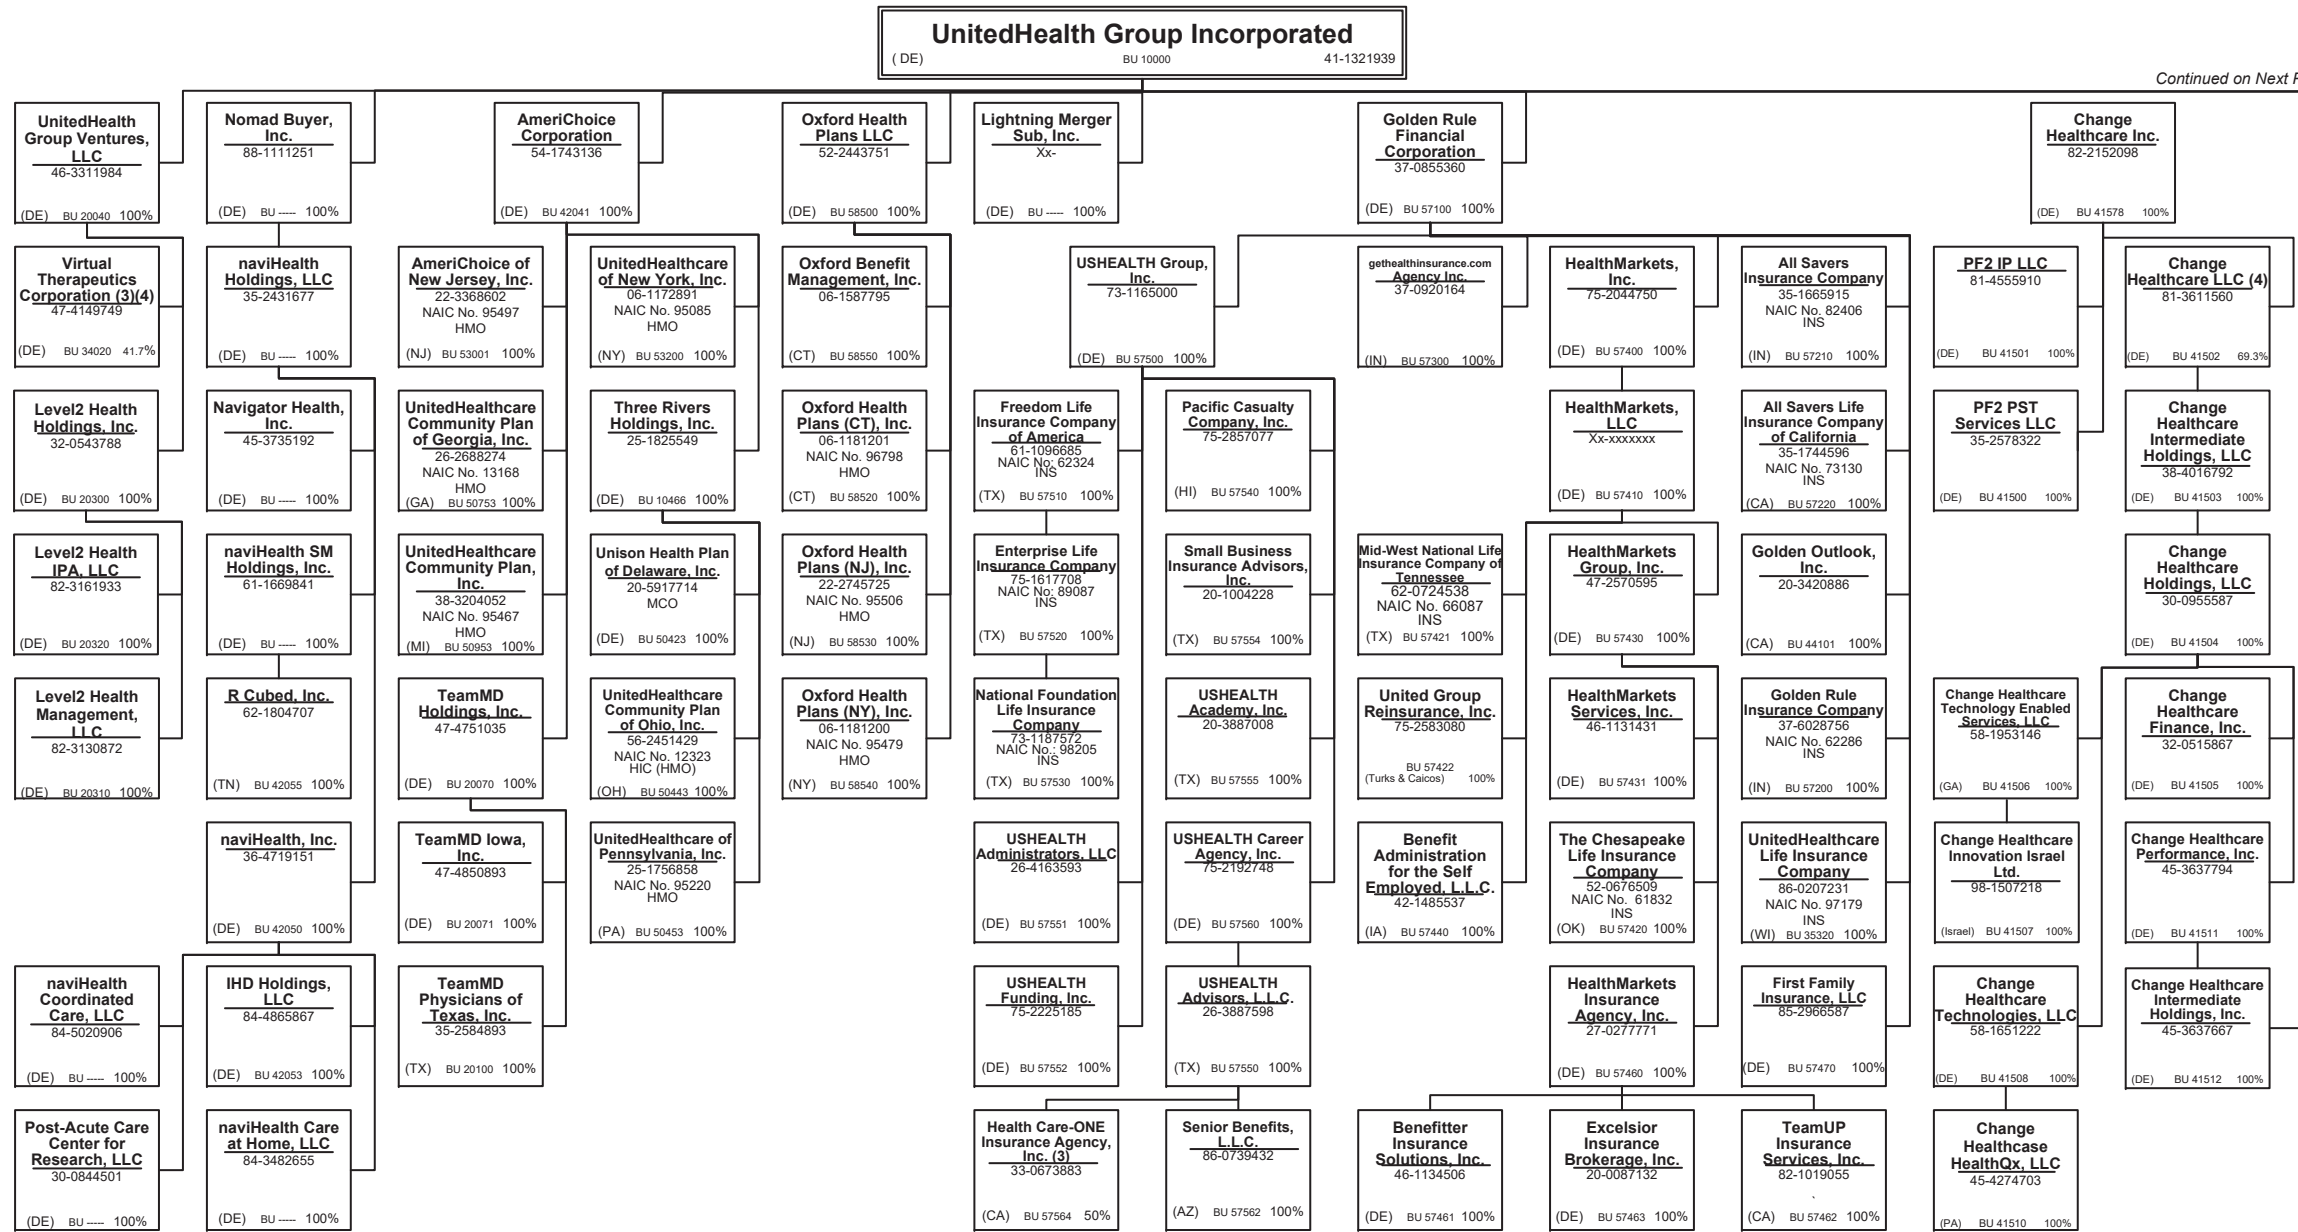 UnitedHealth Group Incorporated
( DE) BU 10000 41-1321939
Continued on Next P
UnitedHealth
Group Ventures,
LLC
46-3311984
(DE) BU 20040 100%
Nomad Buyer,
Inc.
88-1111251
(DE) BU ----- 100%
AmeriChoice
Corporation
54-1743136
(DE) BU 42041 100%
Oxford Health
Plans LLC
52-2443751
(DE) BU 58500 100%
Lightning Merger
Sub, Inc.
Xx-
(DE) BU ----- 100%
Golden Rule
Financial
Corporation
37-0855360
(DE) BU 57100 100%
Change
Healthcare Inc.
82-2152098
(DE) BU 41578 100%
Virtual
Therapeutics
Corporation (3)(4)
47-4149749
(DE) BU 34020 41.7%
naviHealth
Holdings, LLC
35-2431677
(DE) BU ----- 100%
AmeriChoice of
New Jersey, Inc.
22-3368602
NAIC No. 95497
HMO
(NJ) BU 53001 100%
UnitedHealthcare
of New York, Inc.
06-1172891
NAIC No. 95085
HMO
(NY) BU 53200 100%
Oxford Benefit
Management, Inc.
06-1587795
(CT) BU 58550 100%
USHEALTH Group,
Inc.
73-1165000
(DE) BU 57500 100%
gethealthinsurance.com
Agency Inc.
37-0920164
(IN) BU 57300 100%
HealthMarkets,
Inc.
75-2044750
(DE) BU 57400 100%
All Savers
Insurance Company
35-1665915
NAIC No. 82406
INS
(IN) BU 57210 100%
PF2 IP LLC
81-4555910
(DE) BU 41501 100%
Change
Healthcare LLC (4)
81-3611560
(DE) BU 41502 69.3%
Level2 Health
Holdings, Inc.
32-0543788
(DE) BU 20300 100%
Navigator Health,
Inc.
45-3735192
(DE) BU ----- 100%
UnitedHealthcare
Community Plan
of Georgia, Inc.
26-2688274
NAIC No. 13168
HMO
(GA) BU 50753 100%
Three Rivers
Holdings, Inc.
25-1825549
(DE) BU 10466 100%
Oxford Health
Plans (CT), Inc.
06-1181201
NAIC No. 96798
HMO
(CT) BU 58520 100%
Freedom Life
Insurance Company
of America
61-1096685
NAIC No: 62324
INS
(TX) BU 57510 100%
Pacific Casualty
Company, Inc.
75-2857077
(HI) BU 57540 100%
HealthMarkets,
LLC
Xx-xxxxxxx
(DE) BU 57410 100%
All Savers Life
Insurance Company
of California
35-1744596
NAIC No. 73130
INS
(CA) BU 57220 100%
PF2 PST
Services LLC
35-2578322
(DE) BU 41500 100%
Change
Healthcare
Intermediate
Holdings, LLC
38-4016792
(DE) BU 41503 100%
Level2 Health
IPA, LLC
82-3161933
(DE) BU 20320 100%
naviHealth SM
Holdings, Inc.
61-1669841
(DE) BU ----- 100%
UnitedHealthcare
Community Plan,
Inc.
38-3204052
NAIC No. 95467
HMO
(MI) BU 50953 100%
Unison Health Plan
of Delaware, Inc.
20-5917714
MCO
(DE) BU 50423 100%
Oxford Health
Plans (NJ), Inc.
22-2745725
NAIC No. 95506
HMO
(NJ) BU 58530 100%
Enterprise Life
Insurance Company
75-1617708
NAIC No: 89087
INS
(TX) BU 57520 100%
Small Business
Insurance Advisors,
Inc.
20-1004228
(TX) BU 57554 100%
Mid-West National Life
Insurance Company of
Tennessee
62-0724538
NAIC No. 66087
INS
(TX) BU 57421 100%
HealthMarkets
Group, Inc.
47-2570595
(DE) BU 57430 100%
Golden Outlook,
Inc.
20-3420886
(CA) BU 44101 100%
Change
Healthcare
Holdings, LLC
30-0955587
(DE) BU 41504 100%
Level2 Health
Management,
LLC
82-3130872
(DE) BU 20310 100%
R Cubed, Inc.
62-1804707
(TN) BU 42055 100%
TeamMD
Holdings, Inc.
47-4751035
(DE) BU 20070 100%
UnitedHealthcare
Community Plan
of Ohio, Inc.
56-2451429
NAIC No. 12323
HIC (HMO)
(OH) BU 50443 100%
Oxford Health
Plans (NY), Inc.
06-1181200
NAIC No. 95479
HMO
(NY) BU 58540 100%
National Foundation
Life Insurance
Company
73-1187572
NAIC No.: 98205
INS
(TX) BU 57530 100%
USHEALTH
Academy, Inc.
20-3887008
(TX) BU 57555 100%
United Group
Reinsurance, Inc.
75-2583080
BU 57422
(Turks & Caicos) 100%
HealthMarkets
Services, Inc.
46-1131431
(DE) BU 57431 100%
Golden Rule
Insurance Company
37-6028756
NAIC No. 62286
INS
(IN) BU 57200 100%
Change Healthcare
Technology Enabled
Services, LLC
58-1953146
(GA) BU 41506 100%
Change
Healthcare
Finance, Inc.
32-0515867
(DE) BU 41505 100%
naviHealth, Inc.
36-4719151
(DE) BU 42050 100%
TeamMD Iowa,
Inc.
47-4850893
(DE) BU 20071 100%
UnitedHealthcare of
Pennsylvania, Inc.
25-1756858
NAIC No. 95220
HMO
(PA) BU 50453 100%
USHEALTH
Administrators, LLC
26-4163593
(DE) BU 57551 100%
USHEALTH Career
Agency, Inc.
75-2192748
(DE) BU 57560 100%
Benefit
Administration
for the Self
Employed, L.L.C.
42-1485537
(IA) BU 57440 100%
The Chesapeake
Life Insurance
Company
52-0676509
NAIC No. 61832
INS
(OK) BU 57420 100%
UnitedHealthcare
Life Insurance
Company
86-0207231
NAIC No. 97179
INS
(WI) BU 35320 100%
Change Healthcare
Innovation Israel
Ltd.
98-1507218
(Israel) BU 41507 100%
Change Healthcare
Performance, Inc.
45-3637794
(DE) BU 41511 100%
naviHealth
Coordinated
Care, LLC
84-5020906
(DE) BU ----- 100%
IHD Holdings,
LLC
84-4865867
(DE) BU 42053 100%
TeamMD
Physicians of
Texas, Inc.
35-2584893
(TX) BU 20100 100%
USHEALTH
Funding, Inc.
75-2225185
(DE) BU 57552 100%
USHEALTH
Advisors, L.L.C.
26-3887598
(TX) BU 57550 100%
HealthMarkets
Insurance
Agency, Inc.
27-0277771
(DE) BU 57460 100%
First Family
Insurance, LLC
85-2966587
(DE) BU 57470 100%
Change
Healthcare
Technologies, LLC
58-1651222
(DE) BU 41508 100%
Change Healthcare
Intermediate
Holdings, Inc.
45-3637667
(DE) BU 41512 100%
Post-Acute Care
Center for
Research, LLC
30-0844501
(DE) BU ----- 100%
naviHealth Care
at Home, LLC
84-3482655
(DE) BU ----- 100%
Health Care-ONE
Insurance Agency,
Inc. (3)
33-0673883
(CA) BU 57564 50%
Senior Benefits,
L.L.C.
86-0739432
(AZ) BU 57562 100%
Benefitter
Insurance
Solutions, Inc.
46-1134506
(DE) BU 57461 100%
Excelsior
Insurance
Brokerage, Inc.
20-0087132
(DE) BU 57463 100%
TeamUP
Insurance
Services, Inc.
82-1019055
`
(CA) BU 57462 100%
Change
Healthcase
HealthQx, LLC
45-4274703
(PA) BU 41510 100%